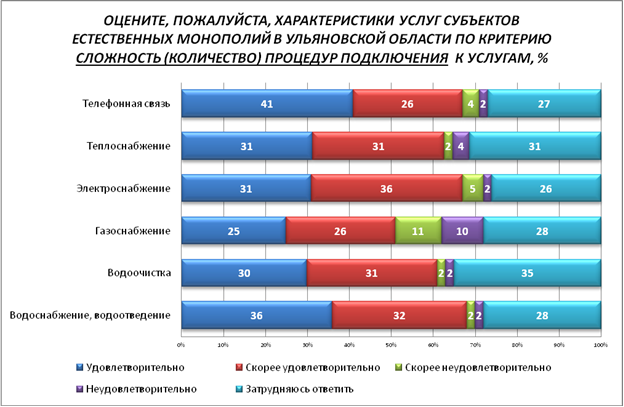 ОЦЕНИТЕ, ПОЖАЛУЙСТА, ХАРАКТЕРИСТИКИ УСЛУГ СУБЪЕКТОВ
ЕСТЕСТВЕННЫХ МОНОПОЛИЙ В УЛЬЯНОВСКОЙ ОБЛАСТИ ПО КРИТЕРИЮ
СЛОЖНОСТЬ (КОЛИЧЕСТВО) ПРОЦЕДУР ПОДКЛЮЧЕНИЯ К УСЛУГАМ, %
Телефонная связь 41 26 4 2 27
Теплоснабжение 31 31 2 4 31
Электроснабжение 31 36 5 2 26
Газоснабжение 25 26 11 10 28
Водоочистка 30 31 2 2 35
Водоснабжение, водоотведение 36 32 2 2 28
0% 10% 20% 30% 40% 50% 60% 70% 80% 90% 100%
Удовлетворительно Скорее удовлетворительно Скорее неудовлетворительно
Неудовлетворительно Затрудняюсь ответить